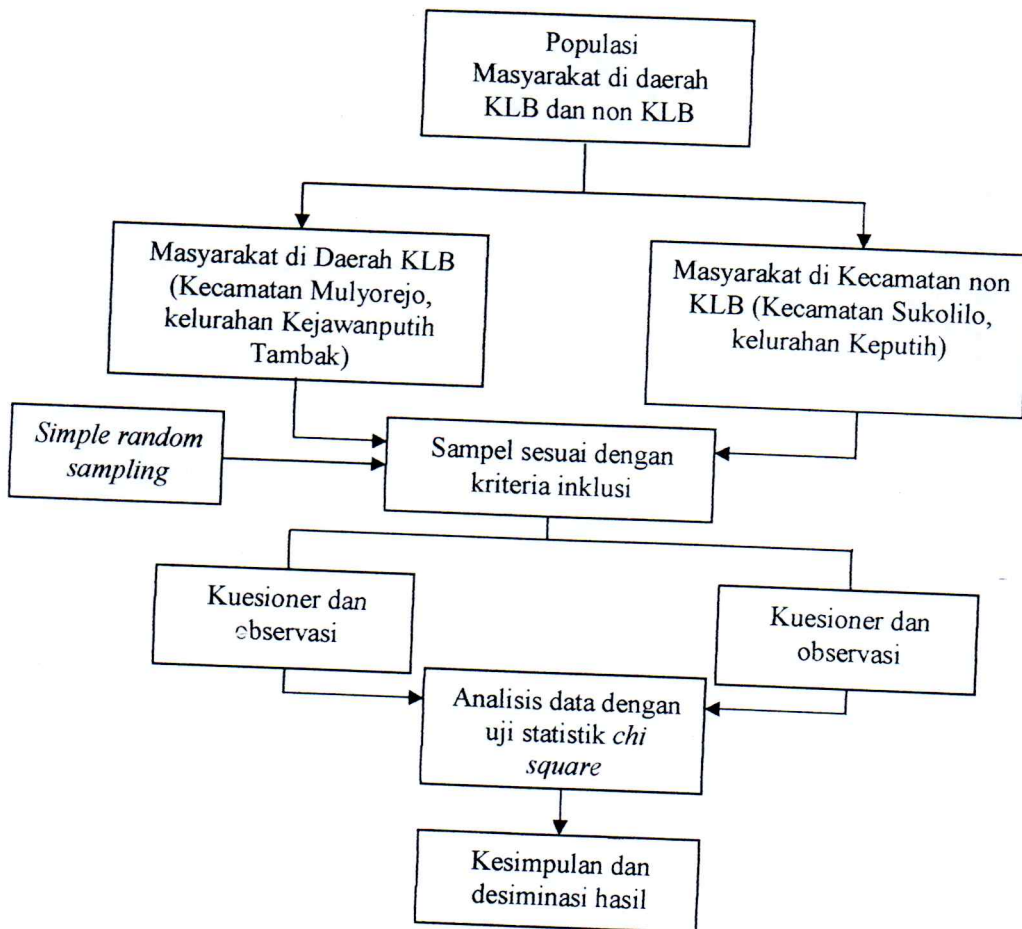 Populasi
Masyarakat di daerah
KLB dan non KLB
Masyarakat di Daerah KLB
(Kecamatan Mulyorejo,
kelurahan Kejawanputih
Tambak)
Masyarakat di Kecamatan non
KLB (Kecamatan Sukolilo,
kelurahan Keputih)
Simple random
sampling
Sampel sesuai dengan
kriteria inklusi
Kuesioner dan
observasi
Kuesioner dan
observasi
Analisis data dengan
uji statistik chi
square
Kesimpulan dan
desiminasi hasil